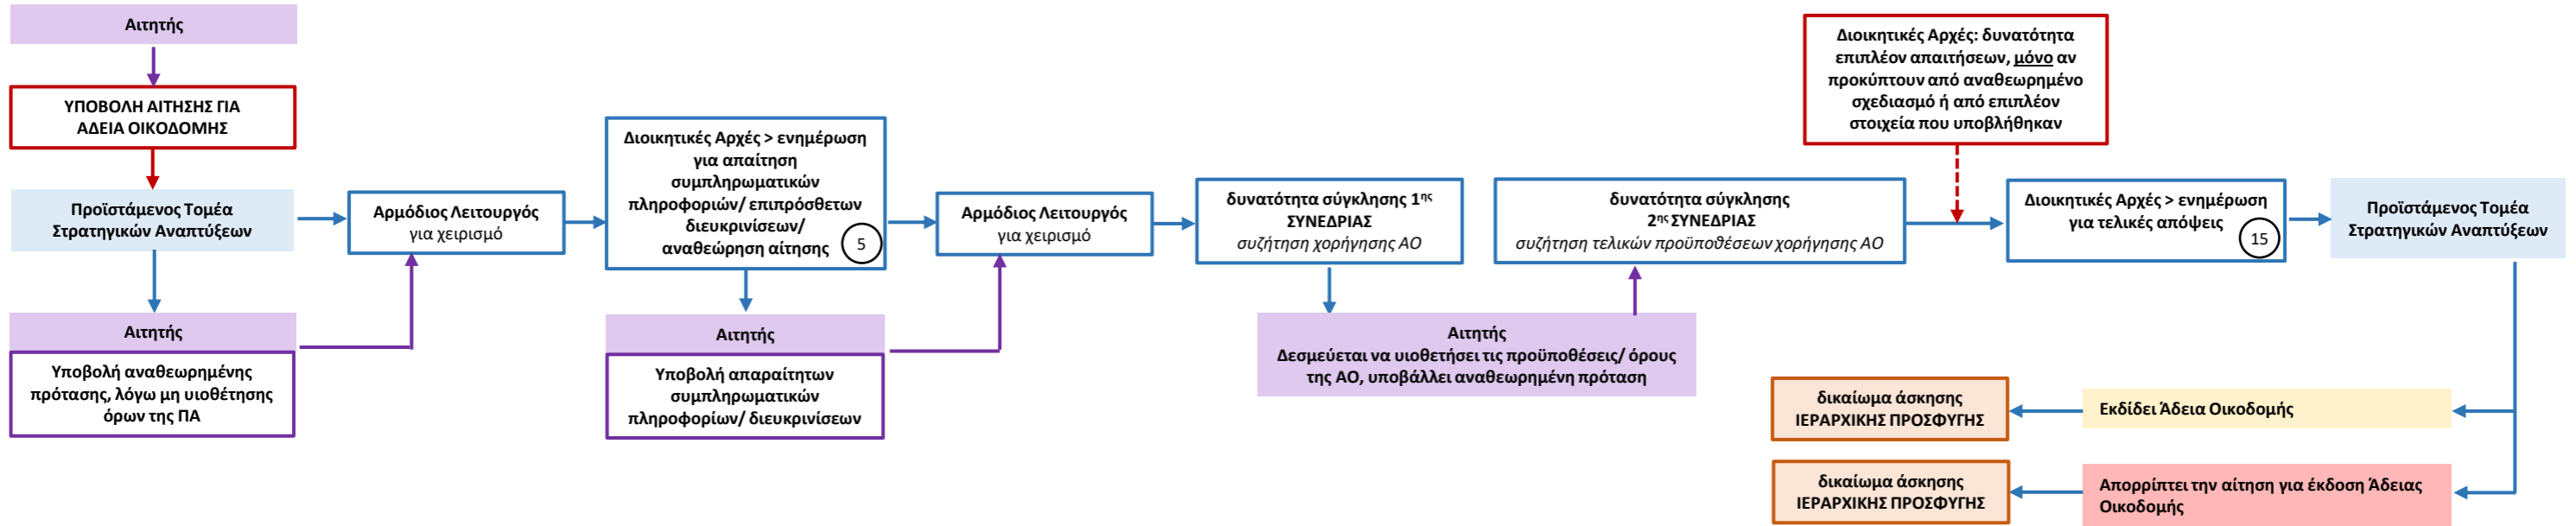 Αιτητής
ΥΠΟΒΟΛΗ ΑΙΤΗΣΗΣ ΓΙΑ
ΑΔΕΙΑ ΟΙΚΟΔΟΜΗΣ
Προϊστάμενος Τομέα
Στρατηγικών Αναπτύξεων
Αιτητής
Υποβολή αναθεωρημένης
πρότασης, λόγω μη υιοθέτησης
όρων της ΠΑ
Αρμόδιος Λειτουργός
για χειρισμό
Διοικητικές Αρχές > ενημέρωση
για απαίτηση
συμπληρωματικών
πληροφοριών/ επιπρόσθετων
διευκρινίσεων/
αναθεώρηση αίτησης
5
Αιτητής
Υποβολή απαραίτητων
συμπληρωματικών
πληροφορίων/ διευκρινίσεων
Αρμόδιος Λειτουργός
για χειρισμό
δυνατότητα σύγκλησης 1ης
ΣΥΝΕΔΡΙΑΣ
συζήτηση χορήγησης ΑΟ
Αιτητής
Δεσμεύεται να υιοθετήσει τις προϋποθέσεις/ όρους
της ΑΟ, υποβάλλει αναθεωρημένη πρόταση
δυνατότητα σύγκλησης
2ης ΣΥΝΕΔΡΙΑΣ
συζήτηση τελικών προϋποθέσεων χορήγησης ΑΟ
Διοικητικές Αρχές: δυνατότητα
επιπλέον απαιτήσεων, μόνο αν
προκύπτουν από αναθεωρημένο
σχεδιασμό ή από επιπλέον
στοιχεία που υποβλήθηκαν
Διοικητικές Αρχές > ενημέρωση
για τελικές απόψεις
15
Προϊστάμενος Τομέα
Στρατηγικών Αναπτύξεων
Εκδίδει Άδεια Οικοδομής
δικαίωμα άσκησης
ΙΕΡΑΡΧΙΚΗΣ ΠΡΟΣΦΥΓΗΣ
Απορρίπτει την αίτηση για έκδοση Άδειας
Οικοδομής
δικαίωμα άσκησης
ΙΕΡΑΡΧΙΚΗΣ ΠΡΟΣΦΥΓΗΣ